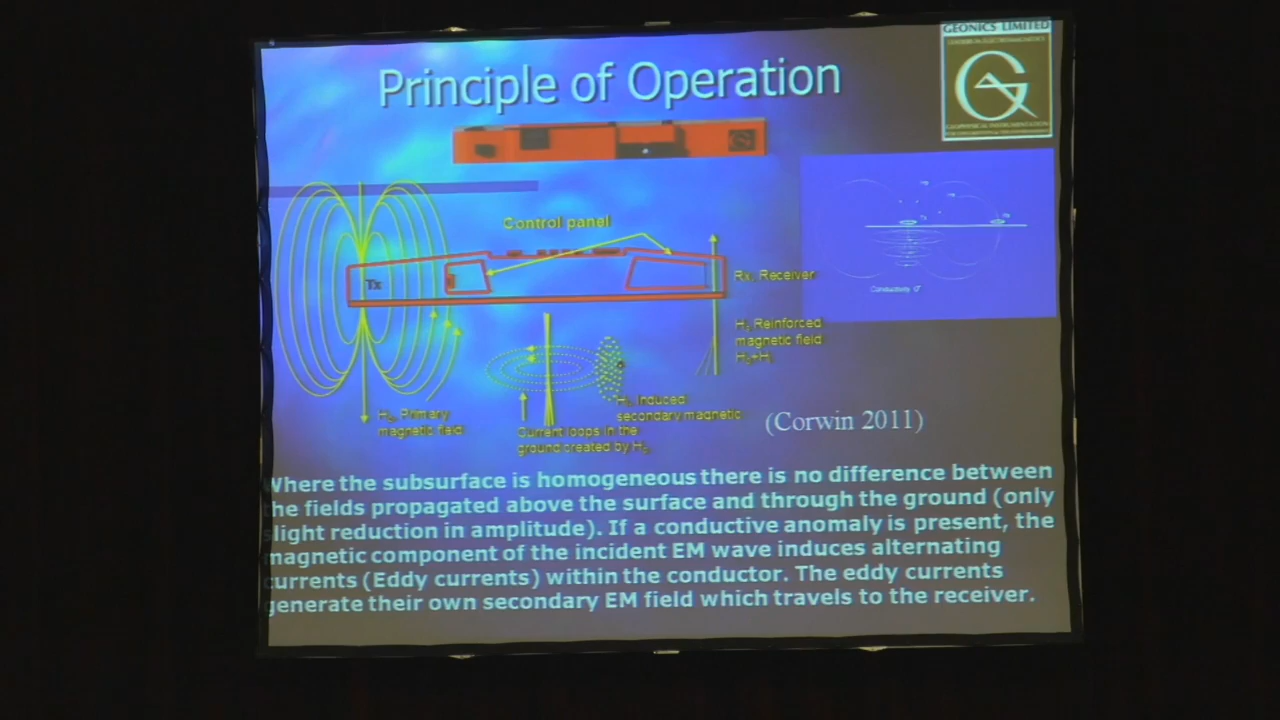 GEONICS LIMITED
Principle of Operation
Control panel
Tx
Rx, Receiver
Conductivity σ
Hs Reinforced
magnetic field
Hi, Induced
secondary magnetic
Hp, Primary
magnetic field
Current loops in the
ground created by Hp
(Corwin 2011)
Where the subsurface is homogeneous there is no difference between
the fields propagated above the surface and through the ground (only
slight reduction in amplitude). If a conductive anomaly is present, the
magnetic component of the incident EM wave induces alternating
currents (Eddy currents) within the conductor. The eddy currents
generate their own secondary EM field which travels to the receiver.